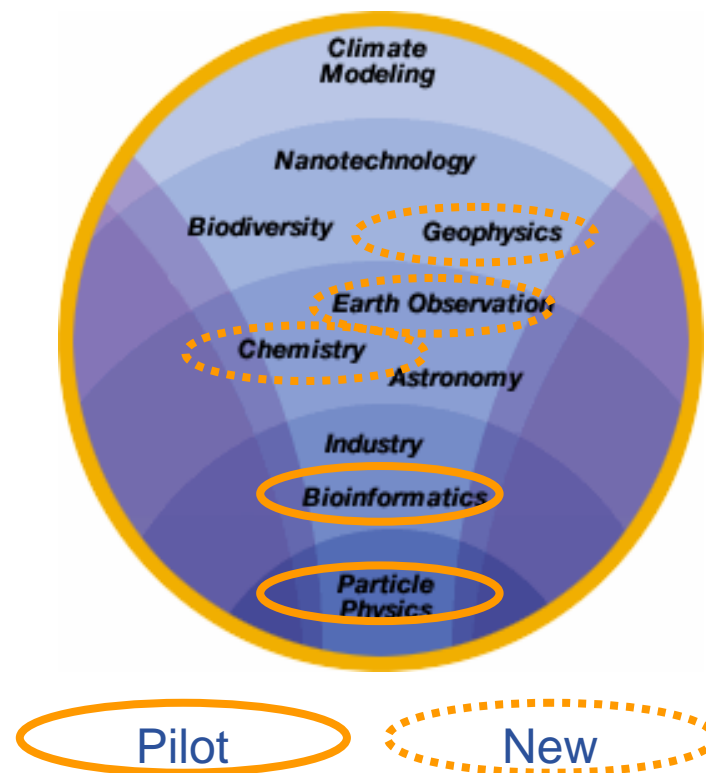 Climate
Modeling
Nanotechnology
Biodiversity
Geophysics
Earth Observation
Chemistry
Astronomy
Industry
Bioinformatics
Particle
Physics
Pilot
New